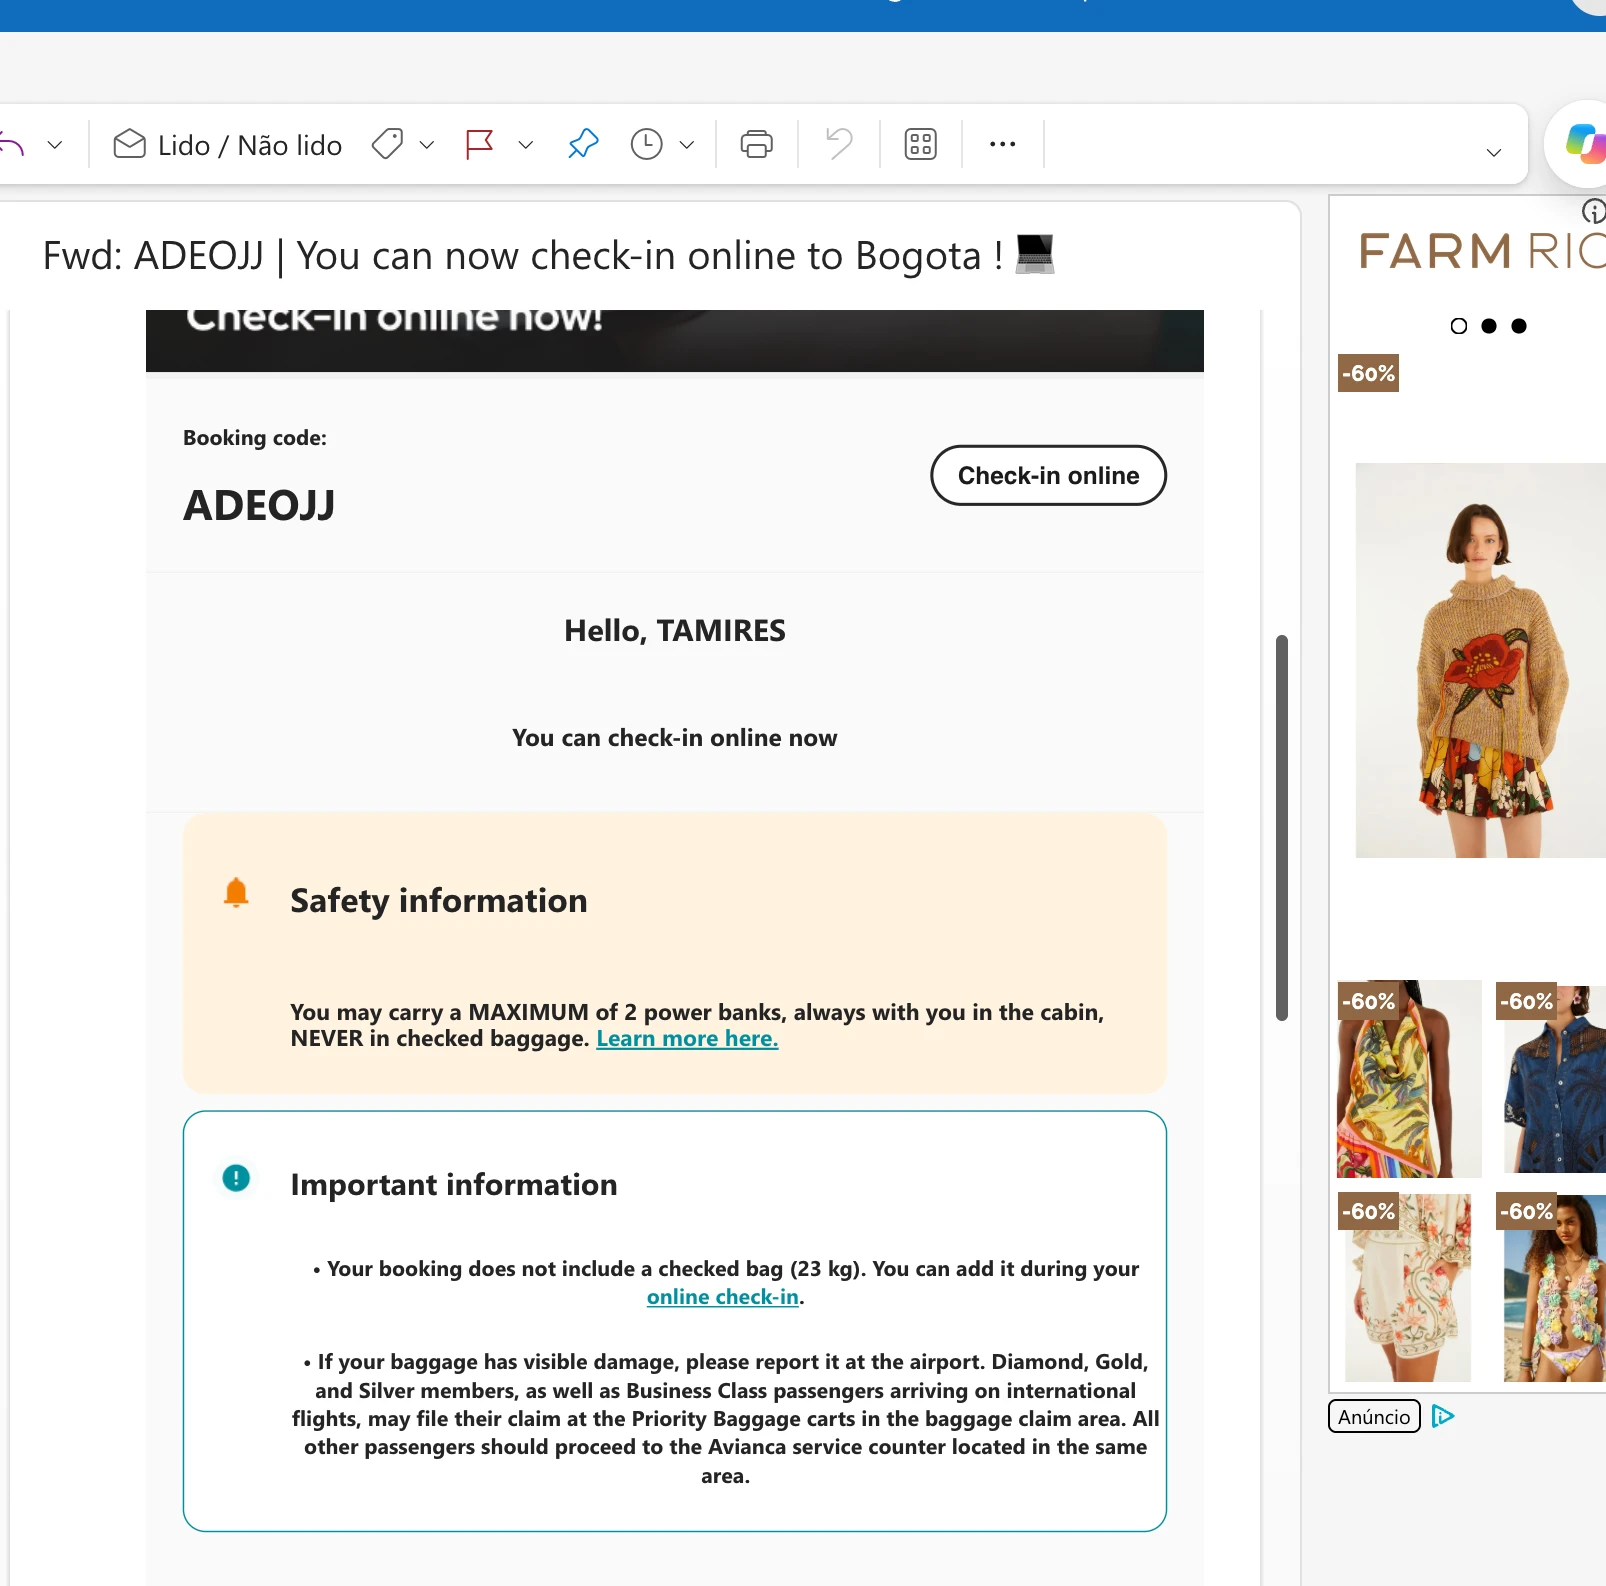 Lido / Não lido
Fwd: ADEOJJ | You can now check-in online to Bogota ! 💻
Check-in online now!
Booking code:
ADEOJJ
Check-in online
Hello, TAMIRES
You can check-in online now
Safety information
You may carry a MAXIMUM of 2 power banks, always with you in the cabin,
NEVER in checked baggage. Learn more here.
Important information
• Your booking does not include a checked bag (23 kg). You can add it during your
online check-in.
• If your baggage has visible damage, please report it at the airport. Diamond, Gold,
and Silver members, as well as Business Class passengers arriving on international
flights, may file their claim at the Priority Baggage carts in the baggage claim area. All
other passengers should proceed to the Avianca service counter located in the same
area.
FARM RIO
-60%
-60%
-60%
-60%
-60%
Anúncio